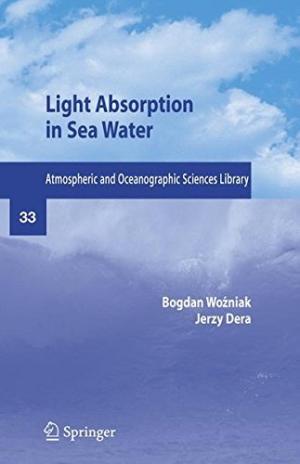 Light Absorption
in Sea Water
Atmospheric and Oceanographic Sciences Library
33
Bogdan Woźniak
Jerzy Dera
Springer